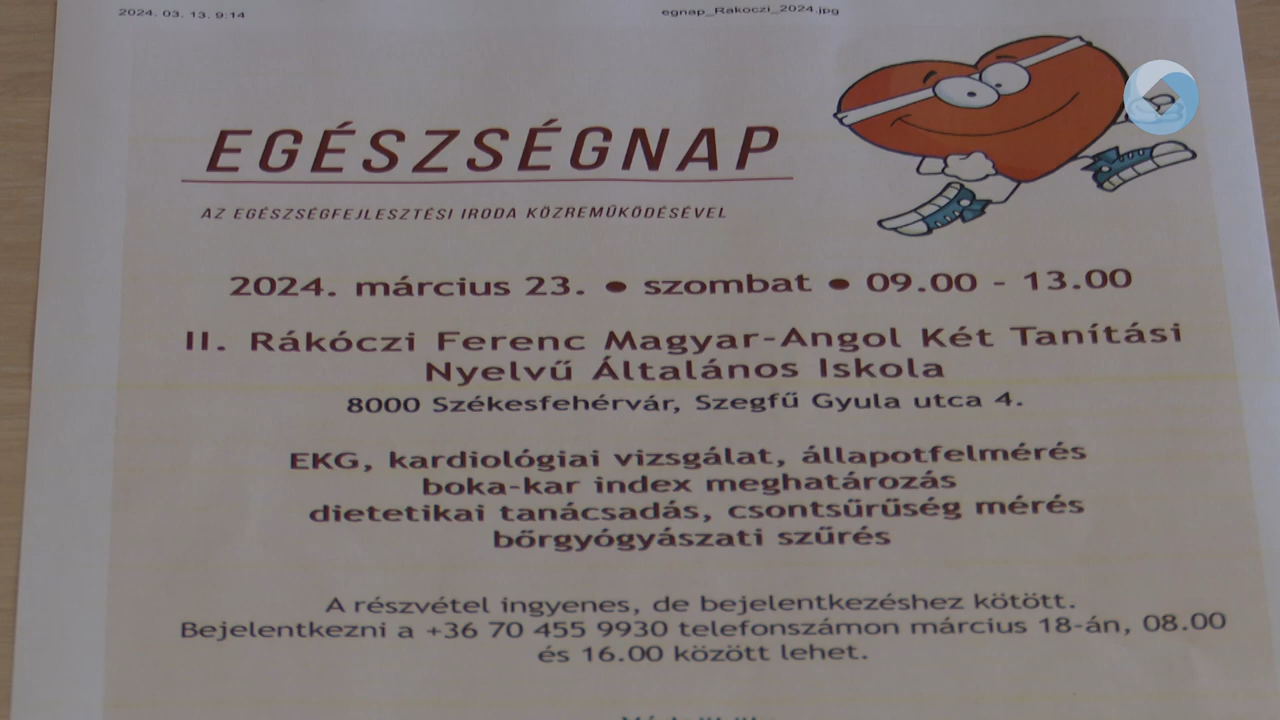 2024. 03. 13. 9:14
egnap_Rakoczi_2024.jpg
EGÉSZSÉGNAP
AZ EGÉSZSÉGFEJLESZTÉSI IRODA KÖZREMŰKÖDÉSÉVEL
2024. március 23. ● szombat ● 09.00 - 13.00
II. Rákóczi Ferenc Magyar-Angol Két Tanítási
Nyelvű Általános Iskola
8000 Székesfehérvár, Szegfű Gyula utca 4.
EKG, kardiológiai vizsgálat, állapotfelmérés
boka-kar index meghatározás
dietetikai tanácsadás, csontsűrűség mérés
bőrgyógyászati szűrés
A részvétel ingyenes, de bejelentkezéshez kötött.
Bejelentkezni a +36 70 455 9930 telefonszámon március 18-án, 08.00
és 16.00 között lehet.